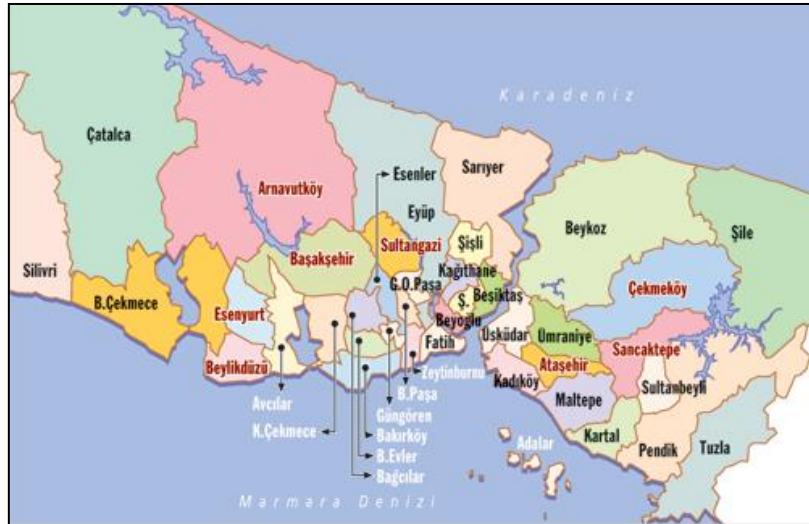 Karadeniz
Çatalca
Sarıyer
Esenler
Arnavutköy
Eyüp
Beykoz
Şile
Sultangazi
Şişli
Başakşehir
Silivri
Kağıthane
G.O.Paşa
Çekmeköy
B.Çekmece
Ş.
Beşiktaş
Esenyurt
Beyoğlu
Üsküdar
Ümraniye
Fatih
Sancaktepe
Ataşehir
Beylikdüzü
Zeytinburnu
Kadıköy
Sultanbeyli
B.Paşa
Maltepe
Avcılar
Güngören
K.Çekmece
Bakırköy
Kartal
Adalar
Pendik
Tuzla
B.Evler
Bağcılar
Marmara Denizi